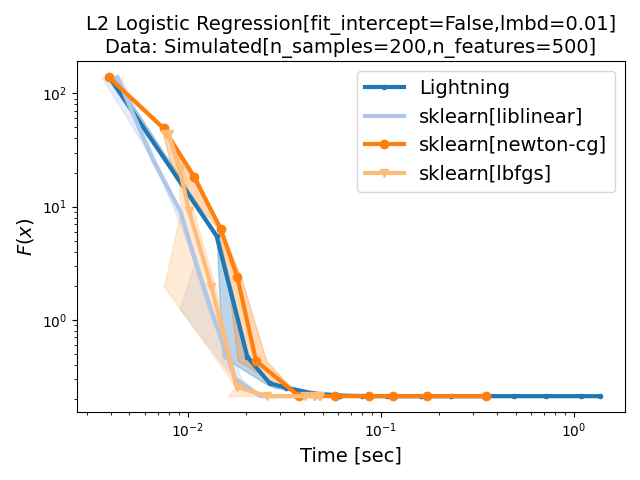 L2 Logistic Regression[fit_intercept=False,lmbd=0.01]
Data: Simulated[n_samples=200,n_features=500]
Lightning
sklearn[liblinear]
sklearn[newton-cg]
sklearn[lbfgs]
F(x)
10²
10¹
10⁰
10⁻² 10⁻¹ 10⁰
Time [sec]